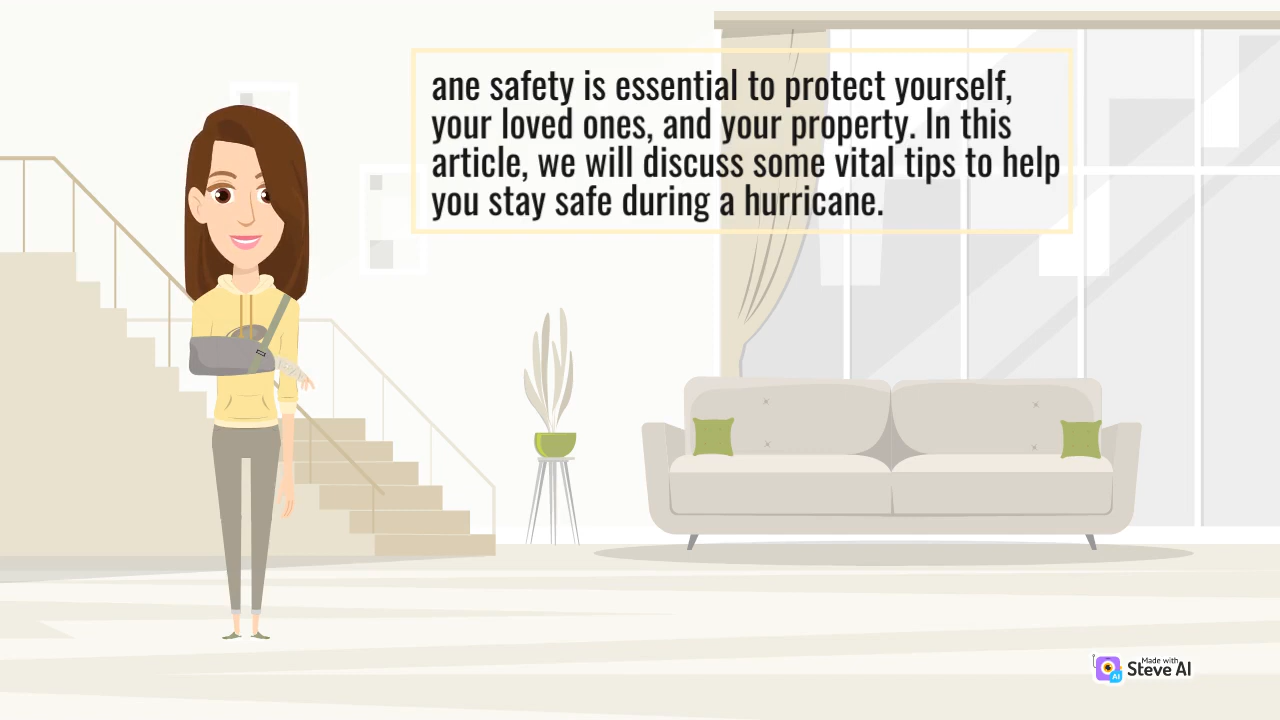 ane safety is essential to protect yourself,
your loved ones, and your property. In this
article, we will discuss some vital tips to help
you stay safe during a hurricane.
Made with
Steve AI
AI